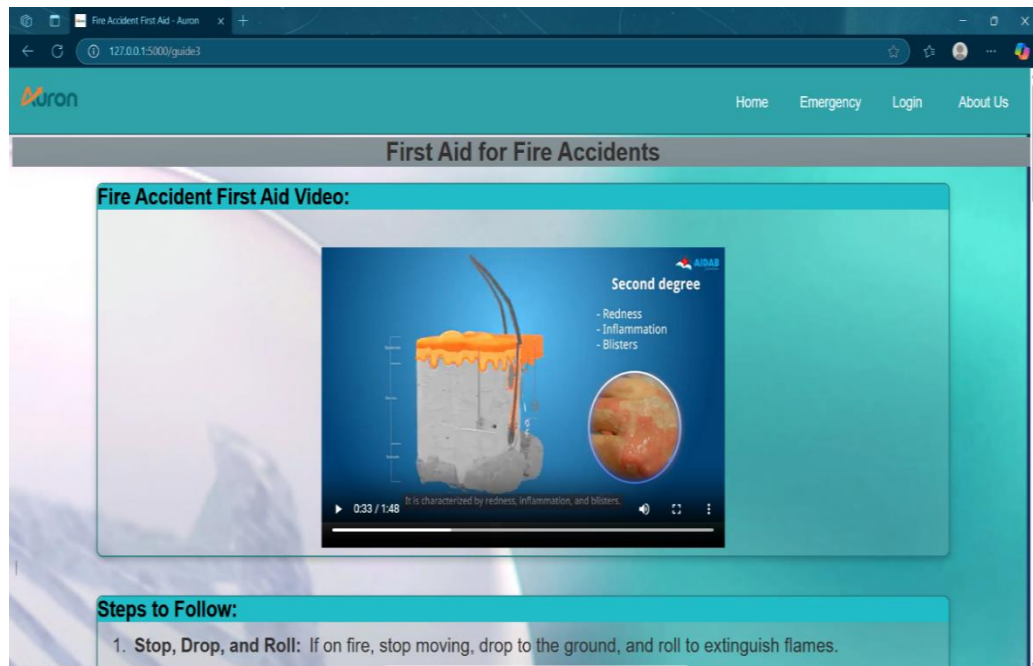 Fire Accident First Aid - Auron
127.0.0.1:5000/guide3
Auron
Home Emergency Login About Us
First Aid for Fire Accidents
Fire Accident First Aid Video:
AIDAB
Second degree
- Redness
- Inflammation
- Blisters
It is characterized by redness, inflammation, and blisters.
0:33 / 1:48
Steps to Follow:
1. Stop, Drop, and Roll: If on fire, stop moving, drop to the ground, and roll to extinguish flames.